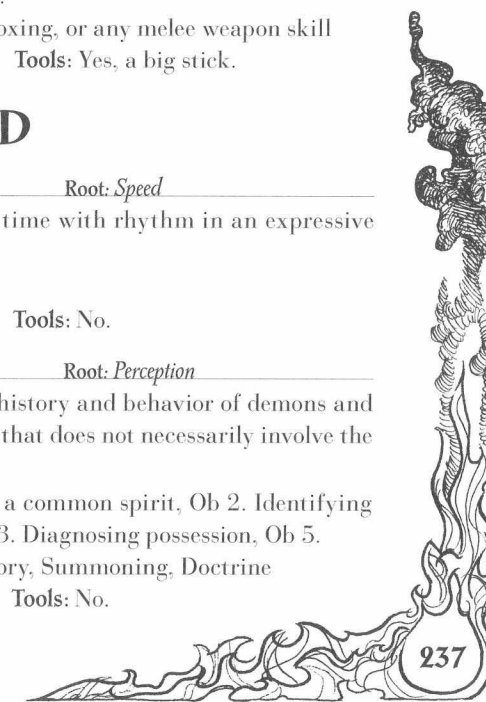 oxing, or any melee weapon skill
Tools: Yes, a big stick.
D
Root: Speed
time with rhythm in an expressive
Tools: No.
Root: Perception
history and behavior of demons and
that does not necessarily involve the
a common spirit, Ob 2. Identifying
3. Diagnosing possession, Ob 5.
ory, Summoning, Doctrine
Tools: No.
237